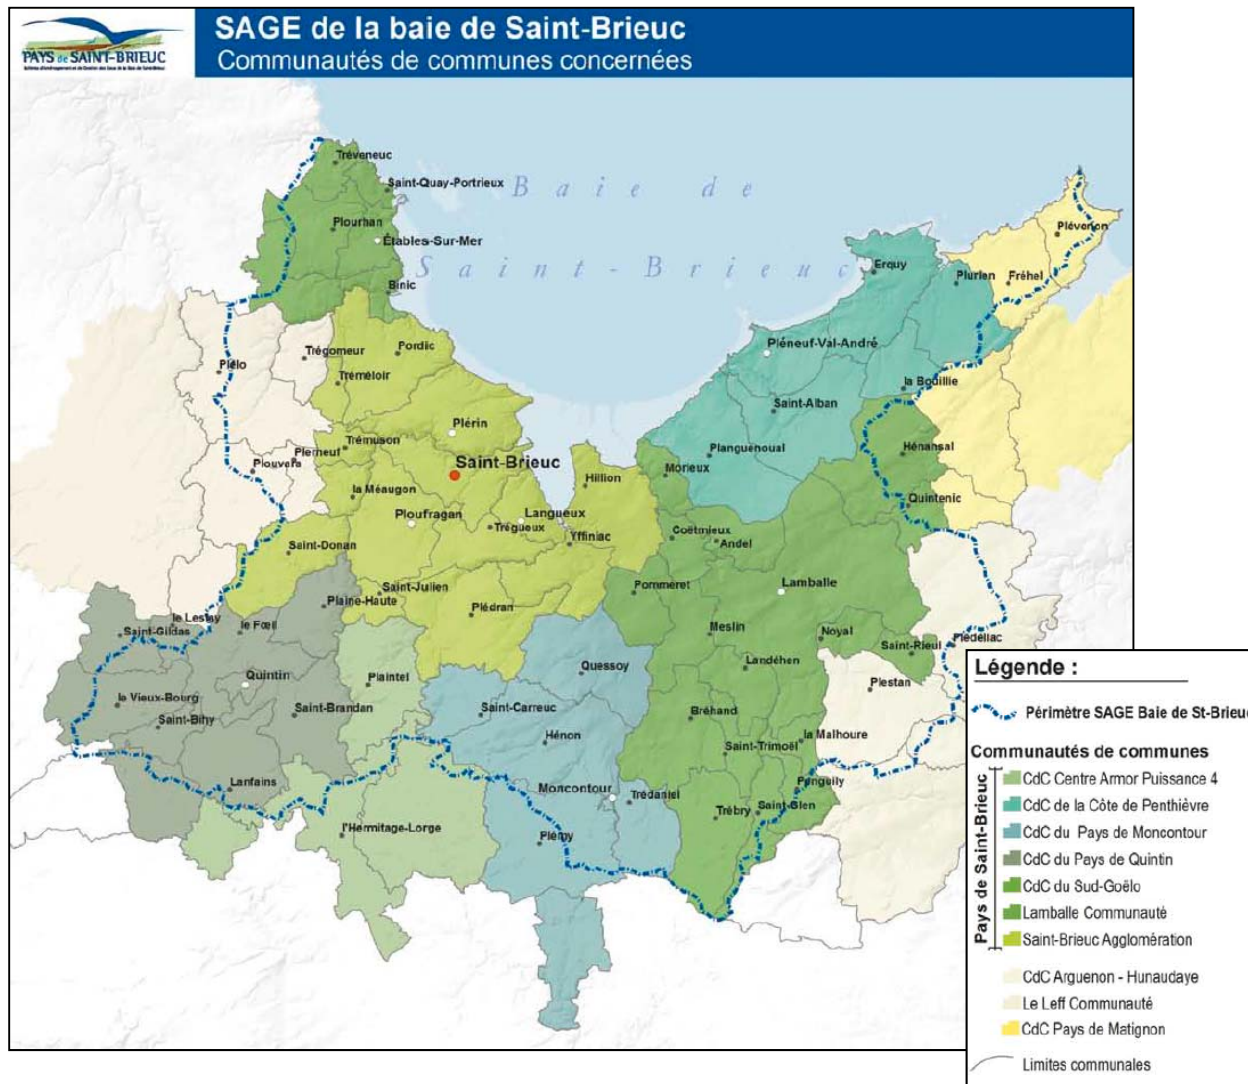 SAGE de la baie de Saint-Brieuc
Communautés de communes concernées
PAYS de SAINT-BRIEUC
Baie de
Saint-Brieuc
Tréveneuc
Saint-Quay-Portrieux
Plourhan
Étables-Sur-Mer
Binic
Pléverion
Fréhel
Plurien
Erquy
Pléneuf-Val-André
la Bouillie
Saint-Alban
Planguenoual
Hénansal
Morieux
Quintenic
Trégomeur
Pordic
Plélo
Tréméloir
Plérin
Trémuson
Plerneuf
Plouvara
Saint-Brieuc
la Méaugon
Hillion
Ploufragan
Langueux
Trégueux
Yffiniac
Coëtmieux
Andel
Saint-Donan
Saint-Julien
Plaine-Haute
Plédran
Pommeret
Lamballe
le Leslay
le Fœil
Saint-Gildas
Meslin
Noyal
Saint-Rieul
Plédéliac
Quessoy
Landéhen
Quintin
Plaintel
Plestan
le Vieux-Bourg
Saint-Bihy
Saint-Brandan
Saint-Carreuc
Bréhand
Hénon
Saint-Trimoël
la Malhoure
Lanfains
Moncontour
Trédaniel
Penguily
Saint-Glen
Trébry
l'Hermitage-Lorge
Plémy
Légende :
Périmètre SAGE Baie de St-Brieuc
Communautés de communes
Pays de Saint-Brieuc
CdC Centre Armor Puissance 4
CdC de la Côte de Penthièvre
CdC du Pays de Moncontour
CdC du Pays de Quintin
CdC du Sud-Goëlo
Lamballe Communauté
Saint-Brieuc Agglomération
CdC Arguenon - Hunaudaye
Le Leff Communauté
CdC Pays de Matignon
Limites communales